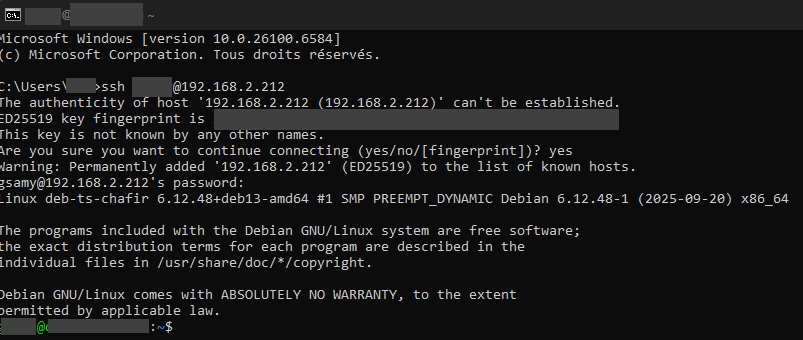 @ :~
Microsoft Windows [version 10.0.26100.6584]
(c) Microsoft Corporation. Tous droits réservés.
C:\Users\ >ssh @192.168.2.212
The authenticity of host '192.168.2.212 (192.168.2.212)' can't be established.
ED25519 key fingerprint is
This key is not known by any other names.
Are you sure you want to continue connecting (yes/no/[fingerprint])? yes
Warning: Permanently added '192.168.2.212' (ED25519) to the list of known hosts.
gsamy@192.168.2.212's password:
Linux deb-ts-chafir 6.12.48+deb13-amd64 #1 SMP PREEMPT_DYNAMIC Debian 6.12.48-1 (2025-09-20) x86_64
The programs included with the Debian GNU/Linux system are free software;
the exact distribution terms for each program are described in the
individual files in /usr/share/doc/*/copyright.
Debian GNU/Linux comes with ABSOLUTELY NO WARRANTY, to the extent
permitted by applicable law.
@ :~$